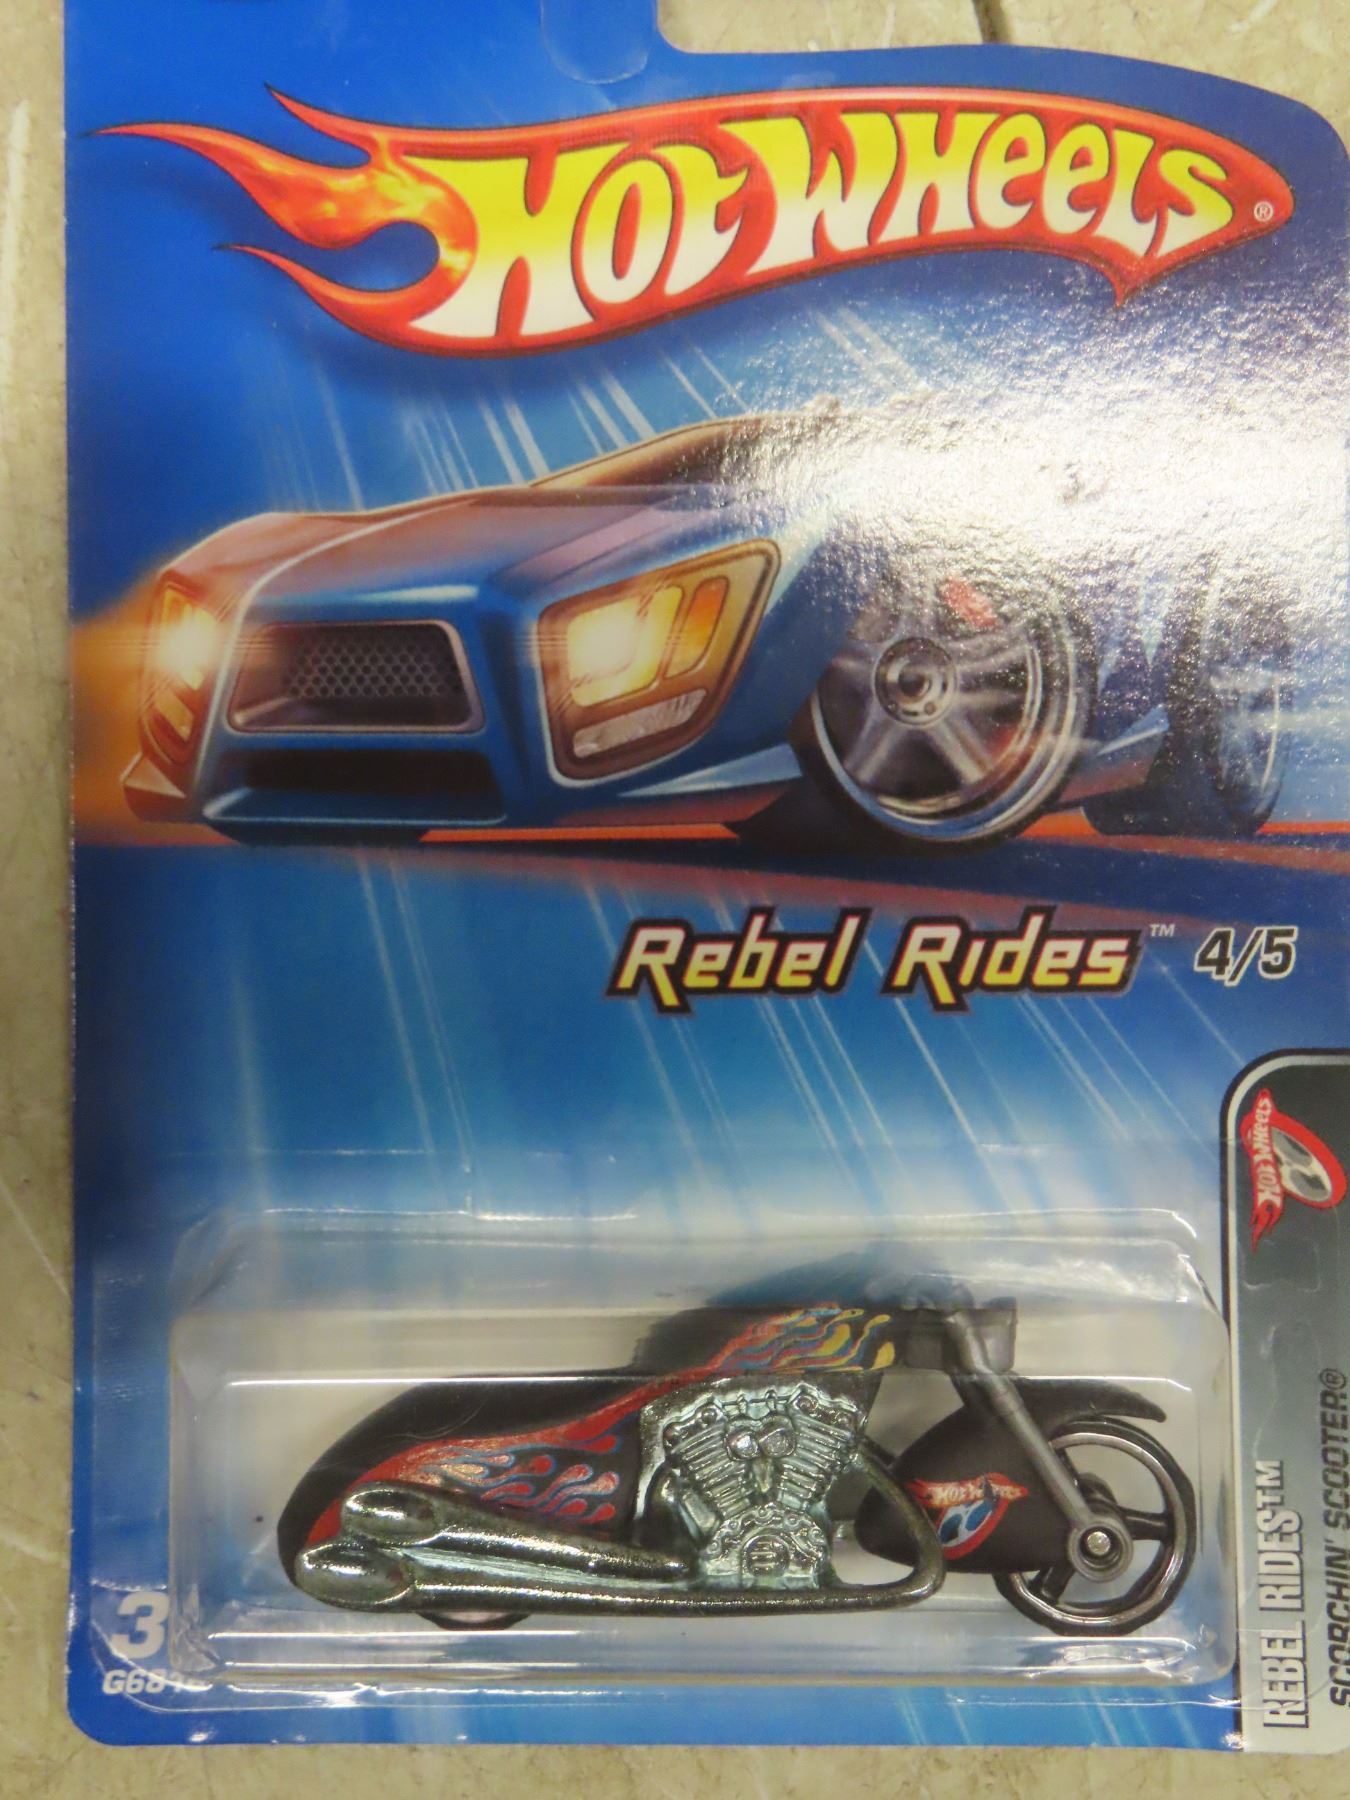 HOT WHEELS®
Rebel Rides™ 4/5
HOT WHEELS
REBEL RIDES™
SCORCHIN' SCOOTER®
HOT WHEELS
3